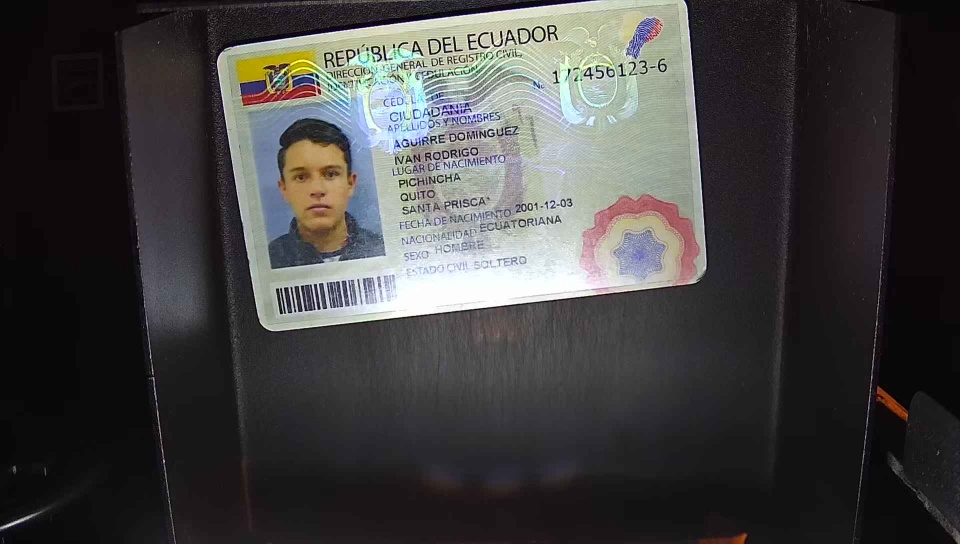 REPÚBLICA DEL ECUADOR
DIRECCIÓN GENERAL DE REGISTRO CIVIL,
IDENTIFICACIÓN Y CEDULACIÓN
CÉDULA DE
CIUDADANÍA
No 172456123-6
APELLIDOS Y NOMBRES
AGUIRRE DOMINGUEZ
IVAN RODRIGO
LUGAR DE NACIMIENTO
PICHINCHA
QUITO
SANTA PRISCA
FECHA DE NACIMIENTO 2001-12-03
NACIONALIDAD ECUATORIANA
SEXO HOMBRE
ESTADO CIVIL SOLTERO